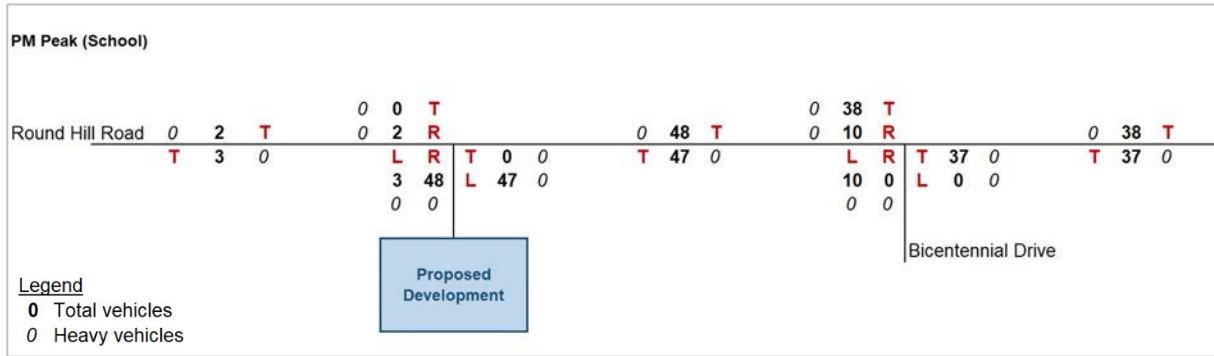 PM Peak (School)
0 0 T 0 38 T
Round Hill Road 0 2 T 0 2 R 0 48 T 0 10 R 0 38 T
T 3 0 L R T 0 0 T 47 0 L R T 37 0 T 37 0
3 48 L 47 0 10 0 L 0 0
0 0 0 0
Bicentennial Drive
Proposed
Development
Legend
0 Total vehicles
0 Heavy vehicles